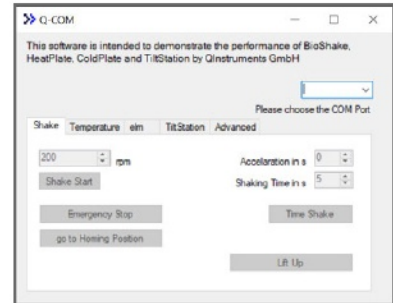 Q-COM
This software is intended to demonstrate the performance of BioShake,
HeatPlate, ColdPlate and TiltStation by QInstruments GmbH
Please choose the COM Port
Shake Temperature elm TiltStation Advanced
200 rpm Accelaration in s 0
Shake Start Shaking Time in s 5
Emergency Stop Time Shake
go to Homing Position
Lift Up